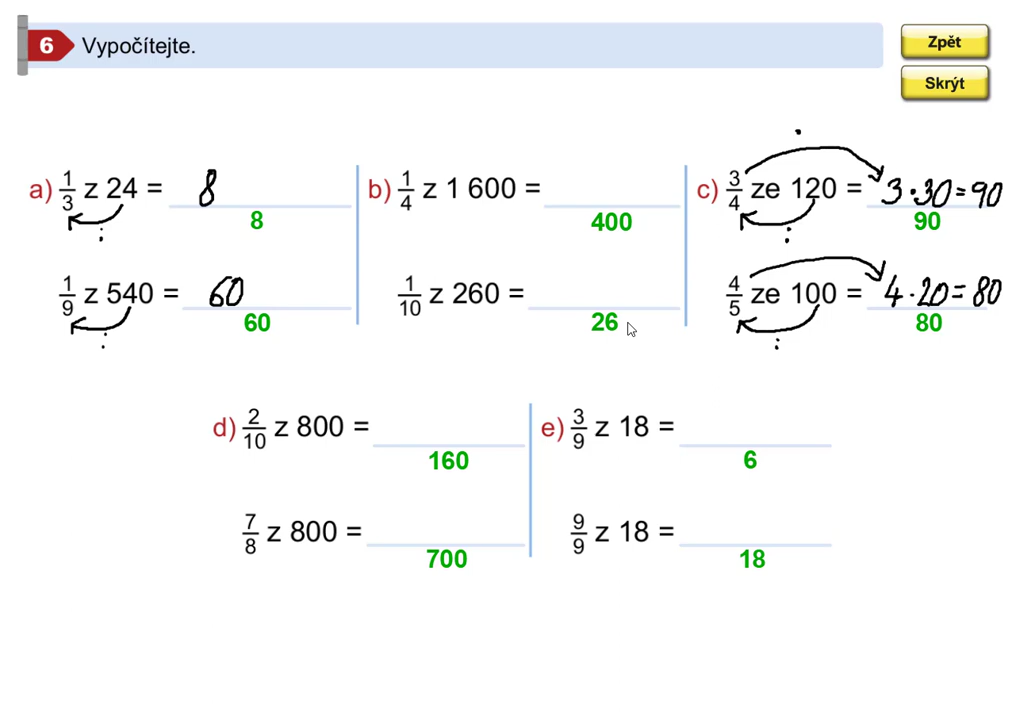 6 Vypočítejte.
Zpět
Skrýt
a) 1/3 z 24 = 8
8
:
1/9 z 540 = 60
60
:
b) 1/4 z 1 600 =
400
1/10 z 260 =
26
c) 3/4 ze 120 = 3·30=90
90
:
4/5 ze 100 = 4·20=80
80
:
d) 2/10 z 800 =
160
7/8 z 800 =
700
e) 3/9 z 18 =
6
9/9 z 18 =
18